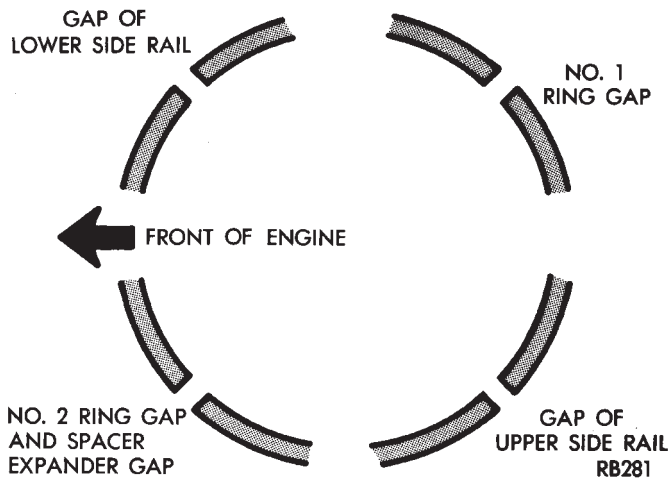 GAP OF
LOWER SIDE RAIL
NO. 1
RING GAP
FRONT OF ENGINE
NO. 2 RING GAP
AND SPACER
EXPANDER GAP
GAP OF
UPPER SIDE RAIL
RB281